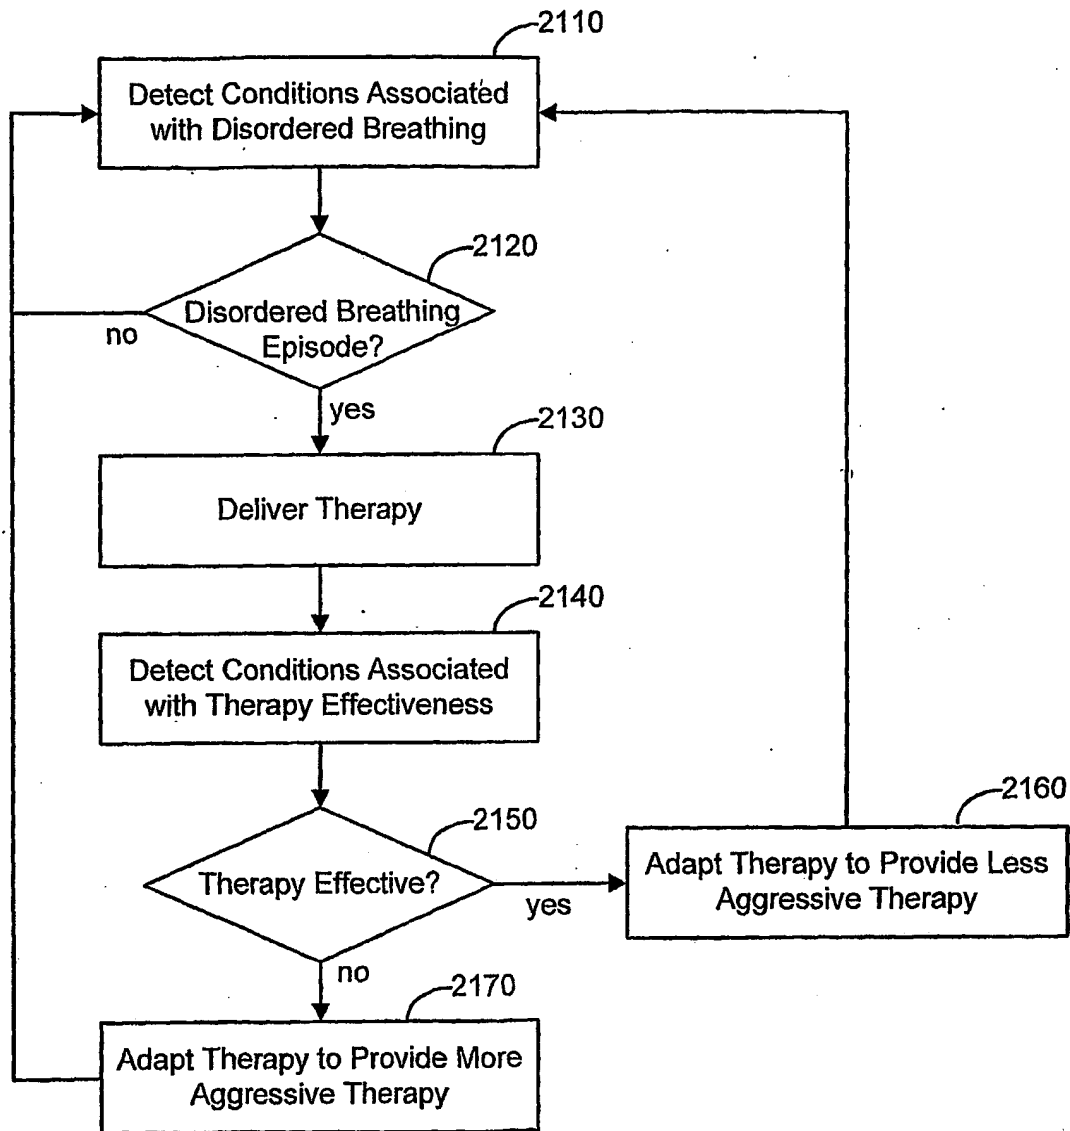 2110
Detect Conditions Associated
with Disordered Breathing
2120
Disordered Breathing
Episode?
no
yes
2130
Deliver Therapy
2140
Detect Conditions Associated
with Therapy Effectiveness
2150
Therapy Effective?
yes
2160
Adapt Therapy to Provide Less
Aggressive Therapy
no
2170
Adapt Therapy to Provide More
Aggressive Therapy